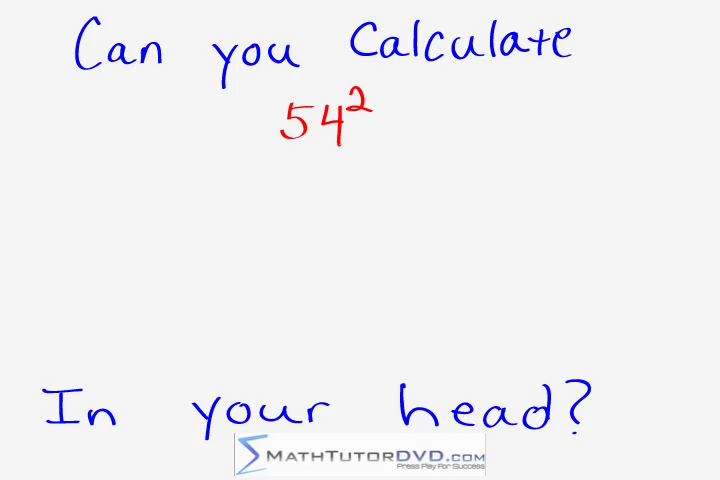 Can you Calculate
54²
In your head?
MATHTUTORDVD.COM
Press Play For Success